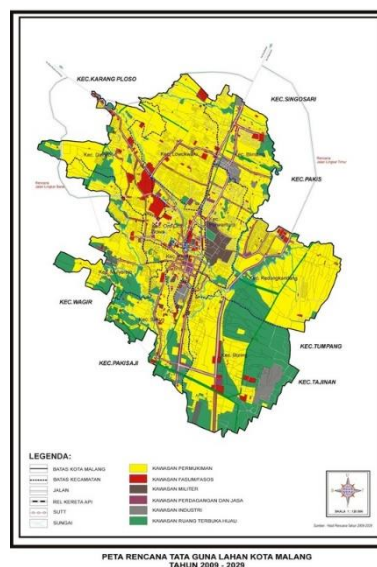 KEC.KARANG PLOSO
KEC.SINGOSARI
KEC.PAKIS
KEC.WAGIR
KEC.PAKISAJI
KEC.TUMPANG
KEC.TAJINAN
LEGENDA:
BATAS KOTA MALANG
BATAS KECAMATAN
JALAN
REL KERETA API
SUTT
SUNGAI
KAWASAN PERMUKIMAN
KAWASAN FASUM/FASOS
KAWASAN MILITER
KAWASAN PERDAGANGAN DAN JASA
KAWASAN INDUSTRI
KAWASAN RUANG TERBUKA HIJAU
PETA RENCANA TATA GUNA LAHAN KOTA MALANG
TAHUN 2009 - 2029